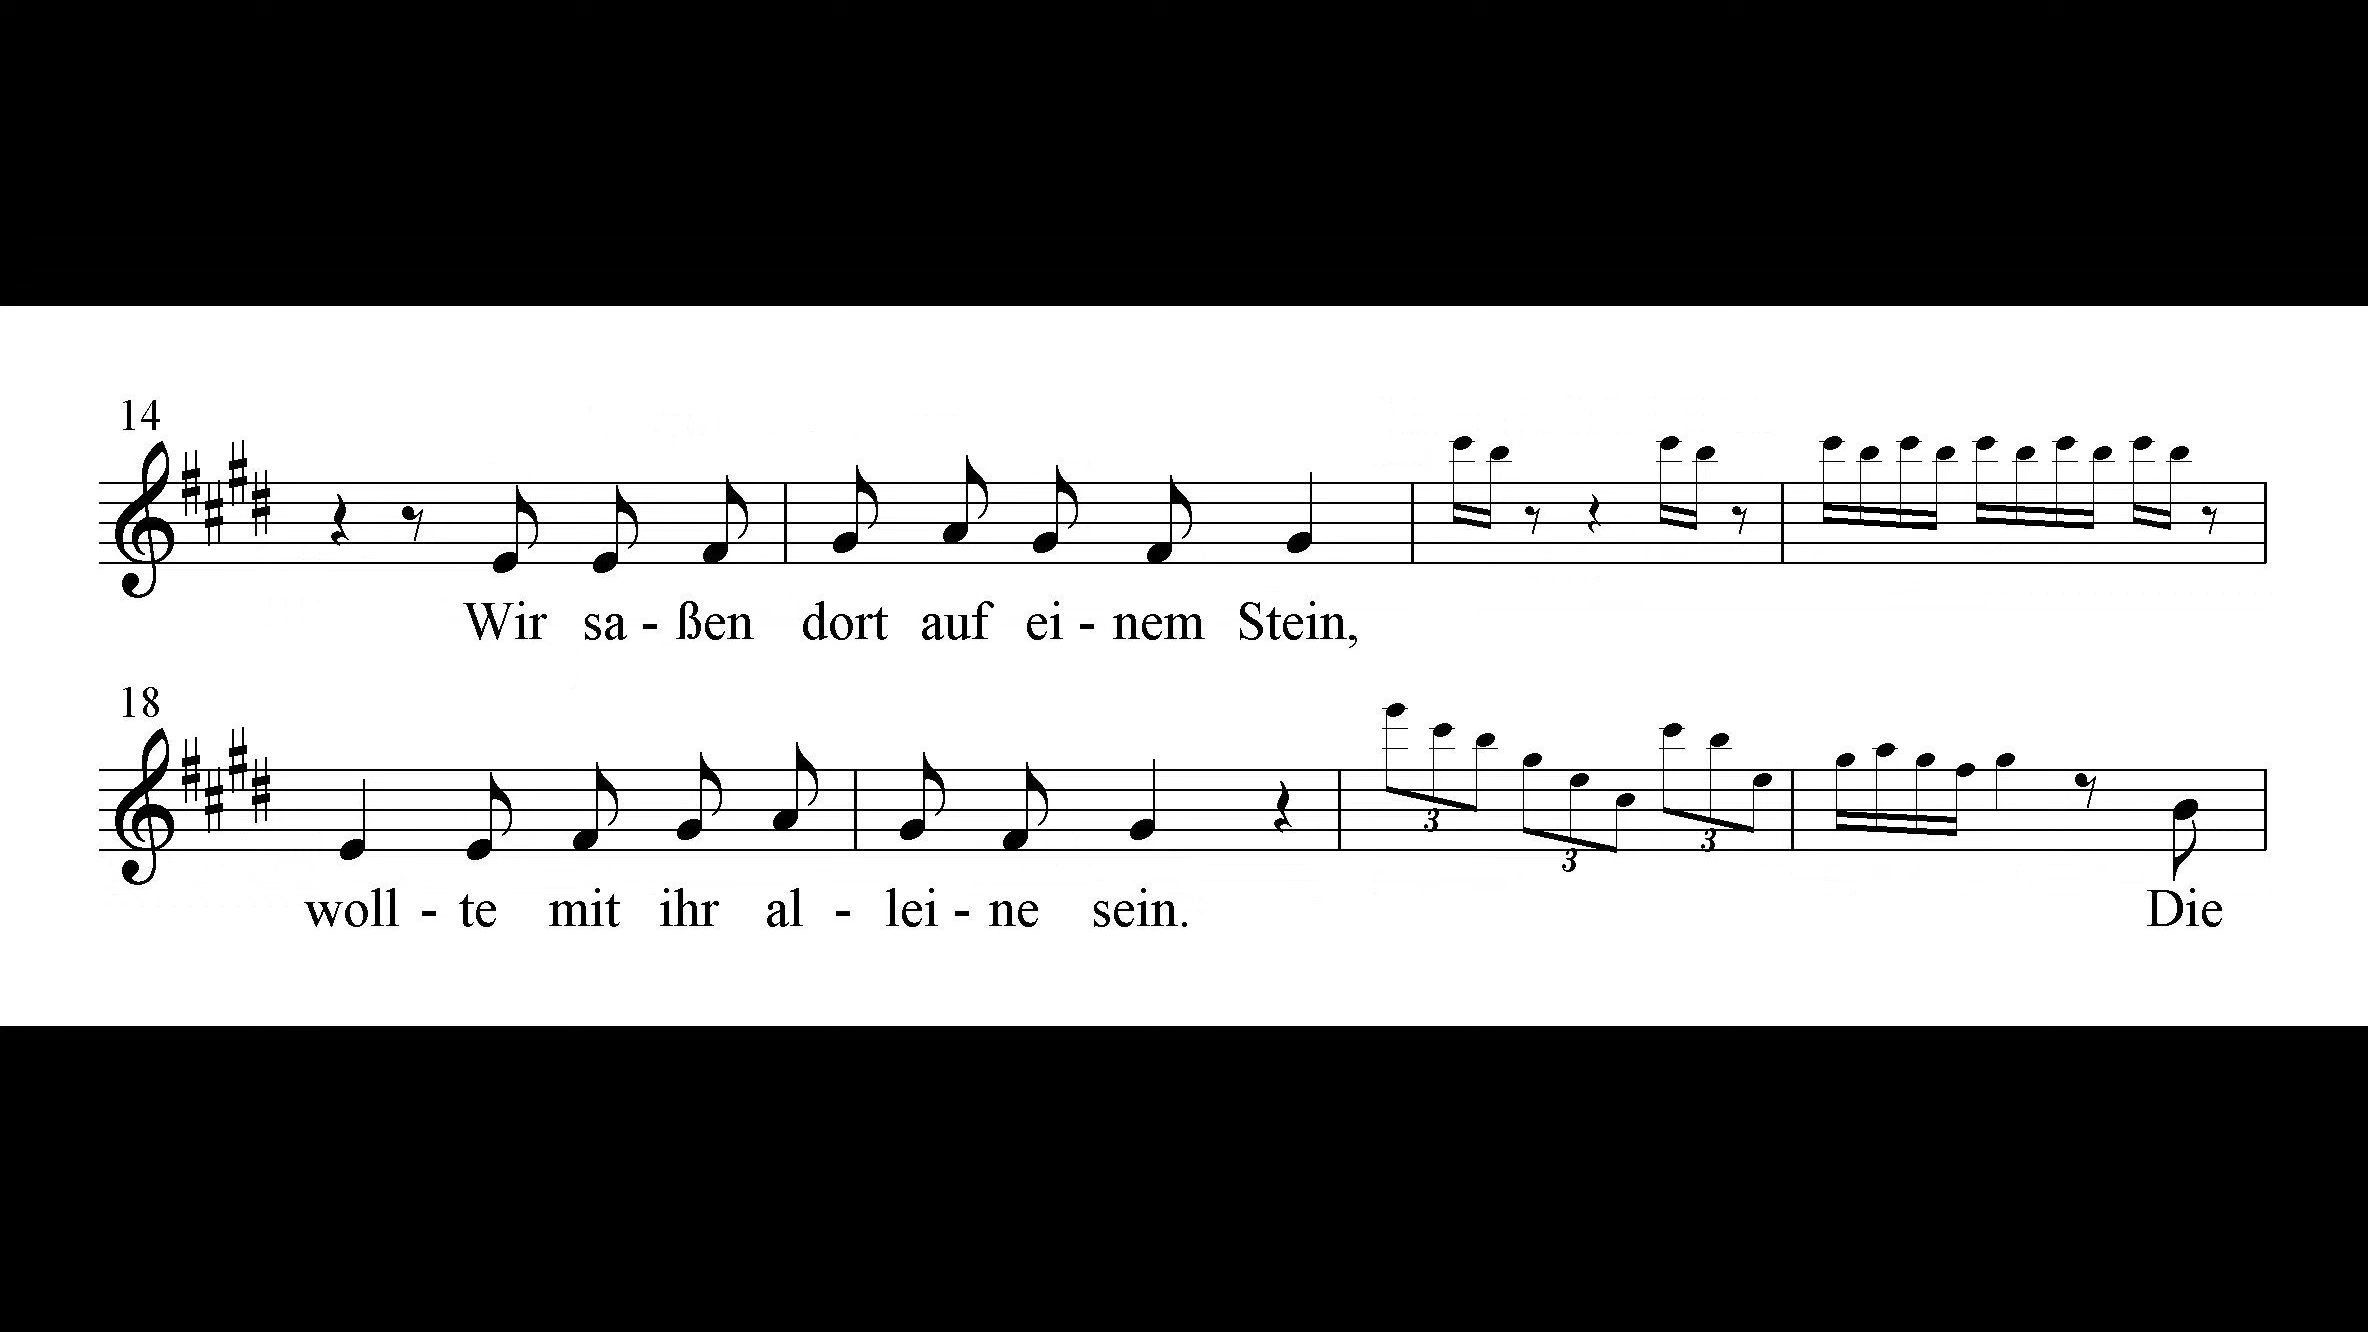 14
Wir sa - ßen dort auf ei - nem Stein,
18
3 3 3
woll - te mit ihr al - lei - ne sein. Die